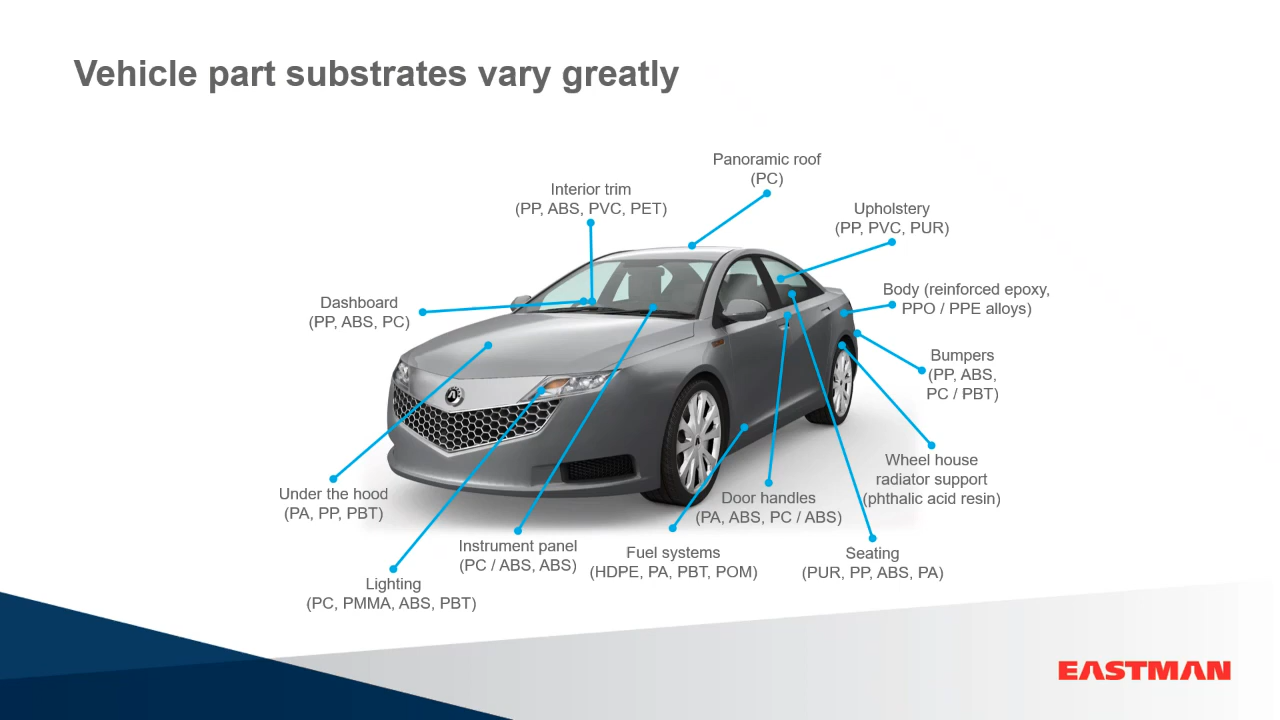 Vehicle part substrates vary greatly
Panoramic roof
(PC)
Interior trim
(PP, ABS, PVC, PET)
Upholstery
(PP, PVC, PUR)
Dashboard
(PP, ABS, PC)
Body (reinforced epoxy,
PPO / PPE alloys)
Bumpers
(PP, ABS,
PC / PBT)
Wheel house
radiator support
(phthalic acid resin)
Under the hood
(PA, PP, PBT)
Door handles
(PA, ABS, PC / ABS)
Instrument panel
(PC / ABS, ABS)
Fuel systems
(HDPE, PA, PBT, POM)
Seating
(PUR, PP, ABS, PA)
Lighting
(PC, PMMA, ABS, PBT)
EASTMAN